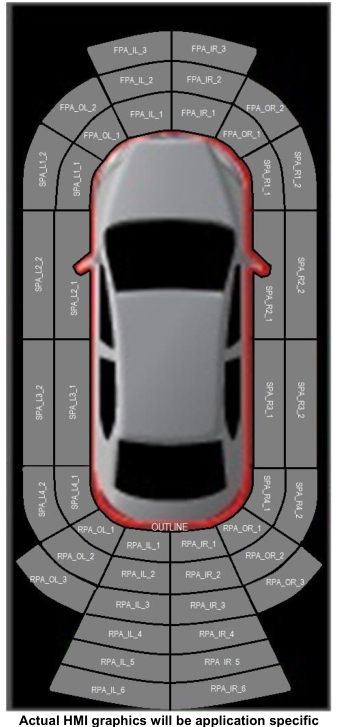 FPA_IL_3 FPA_IR_3
FPA_IL_2 FPA_IR_2
FPA_OL_2 FPA_IL_1 FPA_IR_1 FPA_OR_2
FPA_OL_1 FPA_OR_1
SPA_L1_2 SPA_L1_1 SPA_R1_1 SPA_R1_2
SPA_L2_2 SPA_L2_1 SPA_R2_1 SPA_R2_2
SPA_L3_2 SPA_L3_1 SPA_R3_1 SPA_R3_2
SPA_L4_2 SPA_L4_1 SPA_R4_1 SPA_R4_2
RPA_OL_1 OUTLINE RPA_OR_1
RPA_OL_2 RPA_IL_1 RPA_IR_1 RPA_OR_2
RPA_OL_3 RPA_IL_2 RPA_IR_2 RPA_OR_3
RPA_IL_3 RPA_IR_3
RPA_IL_4 RPA_IR_4
RPA_IL_5 RPA IR 5
RPA_IL_6 RPA_IR_6
Actual HMI graphics will be application specific